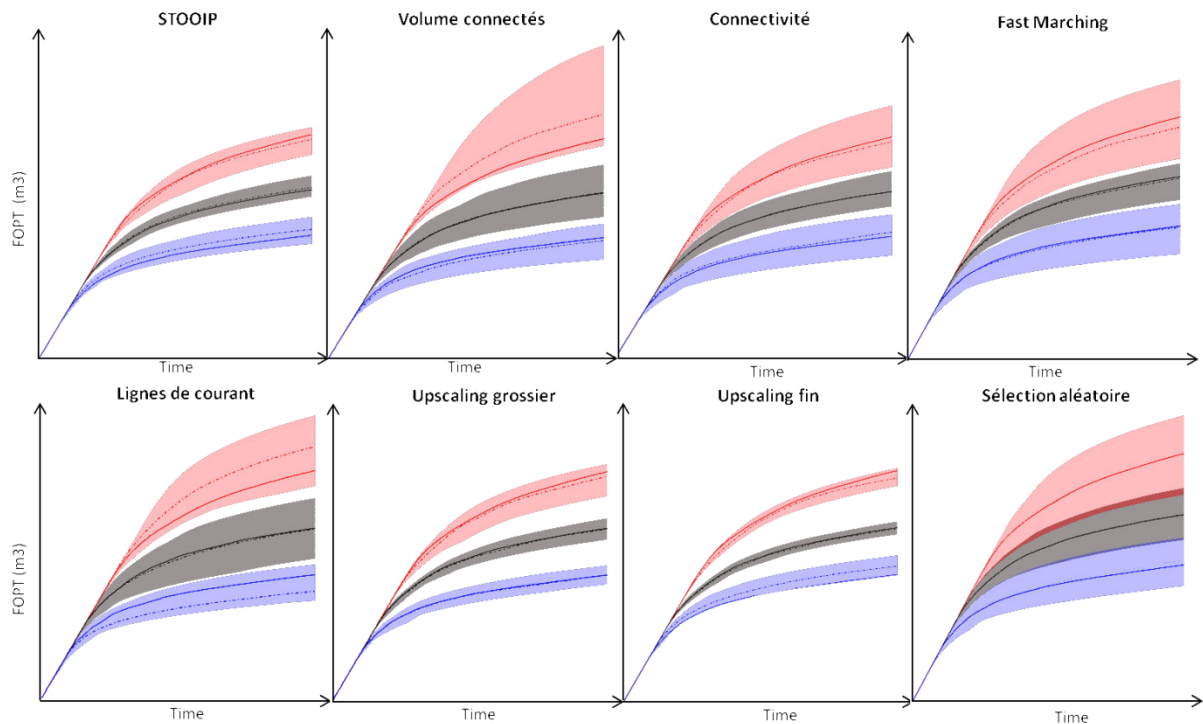 STOOIP
Volume connectés
Connectivité
Fast Marching
FOPT (m3)
Time
Time
Time
Time
Lignes de courant
Upscaling grossier
Upscaling fin
Sélection aléatoire
FOPT (m3)
Time
Time
Time
Time